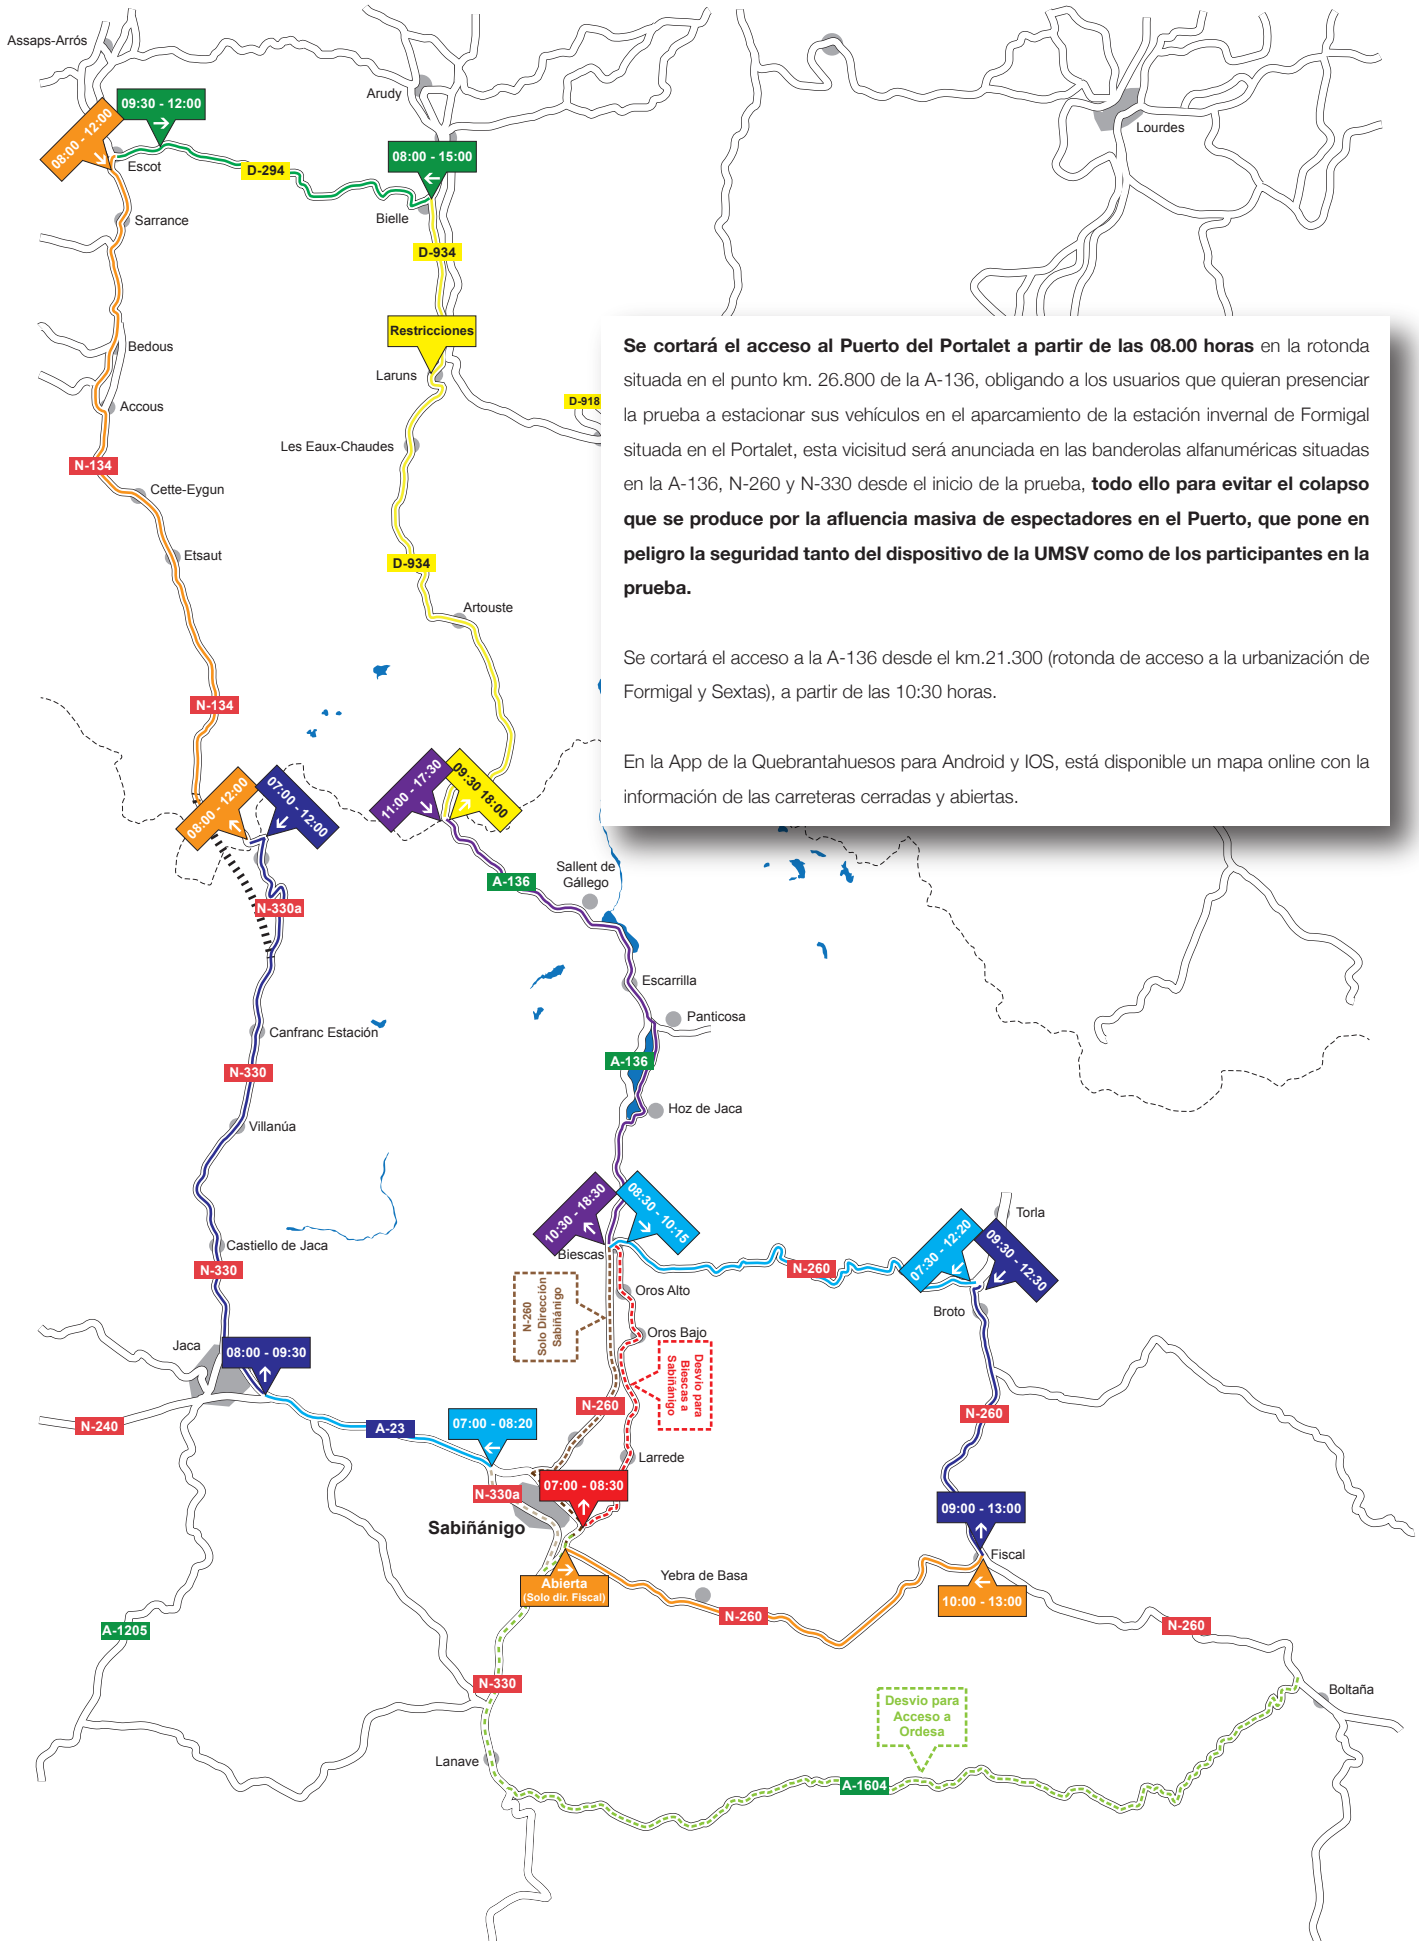 Assaps-Arrós
Arudy
Lourdes
09:30 - 12:00
08:00 - 12:00
Escot
D-294
08:00 - 15:00
Bielle
Sarrance
D-934
Restricciones
Laruns
Bedous
Accous
D-918
Les Eaux-Chaudes
N-134
Cette-Eygun
Etsaut
D-934
Artouste
N-134
Se cortará el acceso al Puerto del Portalet a partir de las 08.00 horas en la rotonda
situada en el punto km. 26.800 de la A-136, obligando a los usuarios que quieran presenciar
la prueba a estacionar sus vehículos en el aparcamiento de la estación invernal de Formigal
situada en el Portalet, esta vicisitud será anunciada en las banderolas alfanuméricas situadas
en la A-136, N-260 y N-330 desde el inicio de la prueba, todo ello para evitar el colapso
que se produce por la afluencia masiva de espectadores en el Puerto, que pone en
peligro la seguridad tanto del dispositivo de la UMSV como de los participantes en la
prueba.
Se cortará el acceso a la A-136 desde el km.21.300 (rotonda de acceso a la urbanización de
Formigal y Sextas), a partir de las 10:30 horas.
En la App de la Quebrantahuesos para Android y IOS, está disponible un mapa online con la
información de las carreteras cerradas y abiertas.
08:00 - 12:00
07:00 - 12:00
11:00 - 17:30
09:30 18:00
A-136
Sallent de
Gállego
N-330a
Escarrilla
Panticosa
Canfranc Estación
A-136
N-330
Hoz de Jaca
Villanúa
10:30 - 18:30
08:30 - 10:15
Biescas
Torla
07:30 - 12:20
09:30 - 12:30
Castiello de Jaca
N-330
N-260
Broto
N-260
Solo Dirección
Sabiñánigo
Oros Alto
Oros Bajo
Desvio para
Biescas a
Sabiñánigo
Jaca
08:00 - 09:30
N-240
A-23
07:00 - 08:20
N-260
N-260
Larrede
N-330a
07:00 - 08:30
Sabiñánigo
09:00 - 13:00
Fiscal
Abierta
(Solo dir. Fiscal)
Yebra de Basa
10:00 - 13:00
N-260
N-260
A-1205
N-330
Boltaña
Desvio para
Acceso a
Ordesa
Lanave
A-1604